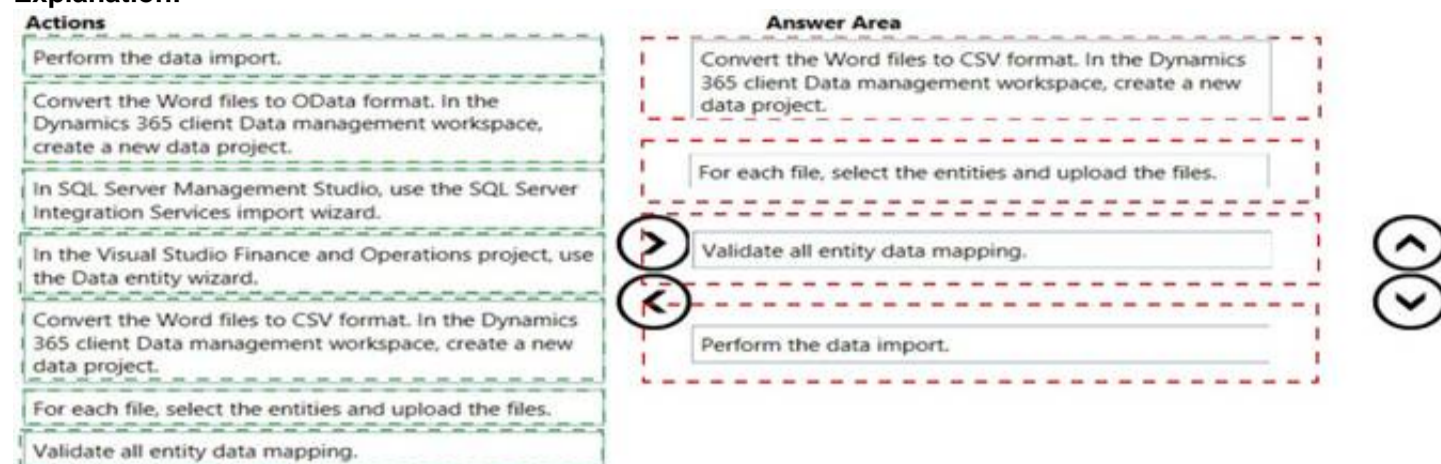 Explanation:
Actions
Perform the data import.
Convert the Word files to OData format. In the
Dynamics 365 client Data management workspace,
create a new data project.
In SQL Server Management Studio, use the SQL Server
Integration Services import wizard.
In the Visual Studio Finance and Operations project, use
the Data entity wizard.
Convert the Word files to CSV format. In the Dynamics
365 client Data management workspace, create a new
data project.
For each file, select the entities and upload the files.
Validate all entity data mapping.
Answer Area
Convert the Word files to CSV format. In the Dynamics
365 client Data management workspace, create a new
data project.
For each file, select the entities and upload the files.
Validate all entity data mapping.
Perform the data import.